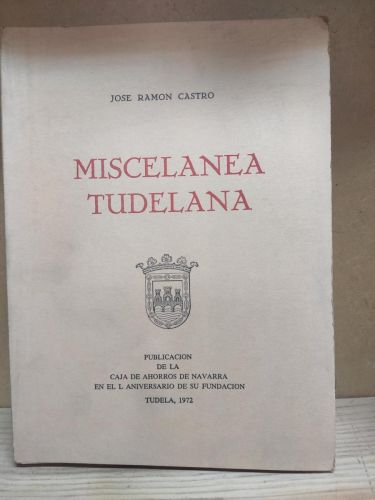 JOSE RAMON CASTRO
MISCELANEA
TUDELANA
PUBLICACION
DE LA
CAJA DE AHORROS DE NAVARRA
EN EL L ANIVERSARIO DE SU FUNDACION
TUDELA, 1972